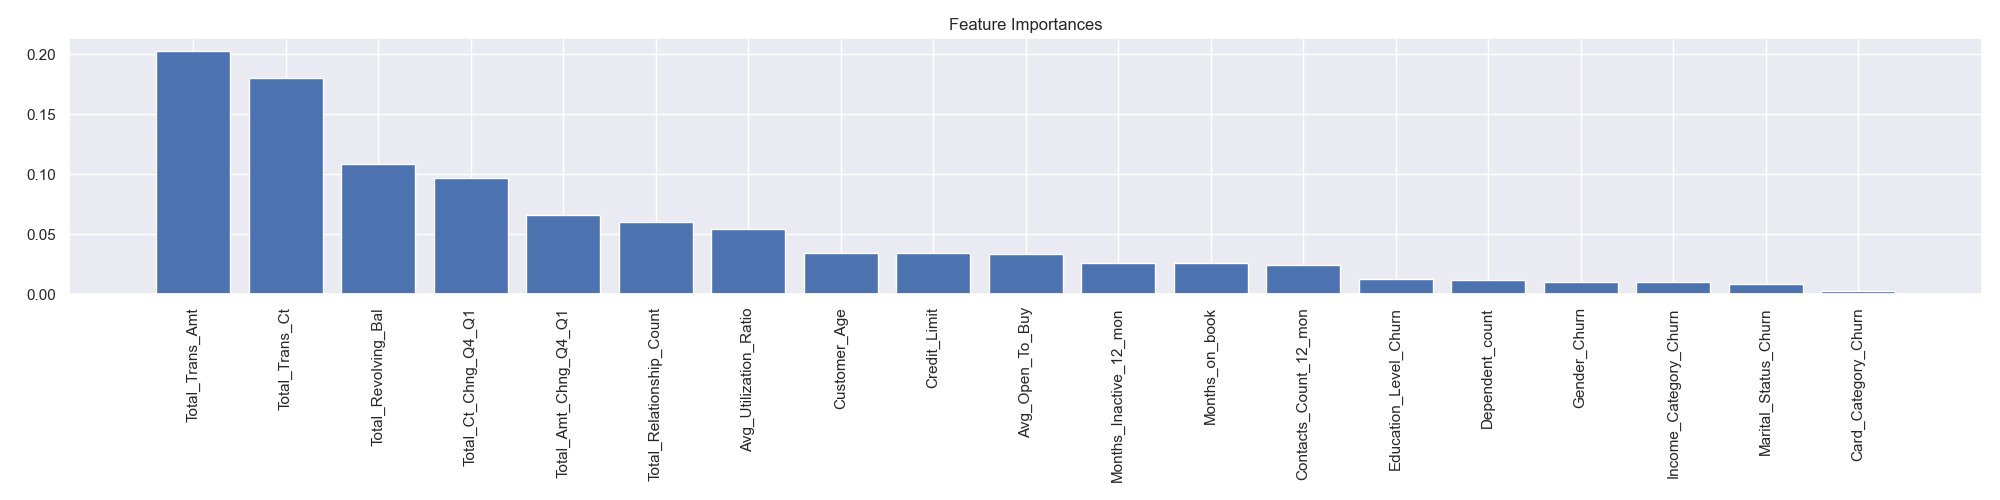 Feature Importances
0.20
0.15
0.10
0.05
0.00
Total_Trans_Amt
Total_Trans_Ct
Total_Revolving_Bal
Total_Ct_Chng_Q4_Q1
Total_Amt_Chng_Q4_Q1
Total_Relationship_Count
Avg_Utilization_Ratio
Customer_Age
Credit_Limit
Avg_Open_To_Buy
Months_Inactive_12_mon
Months_on_book
Contacts_Count_12_mon
Education_Level_Churn
Dependent_count
Gender_Churn
Income_Category_Churn
Marital_Status_Churn
Card_Category_Churn